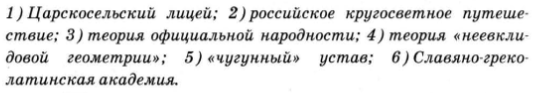 1) Царскосельский лицей; 2) российское кругосветное путеше-
ствие; 3) теория официальной народности; 4) теория «неевкли-
довой геометрии»; 5) «чугунный» устав; 6) Славяно-греко-
латинская академия.